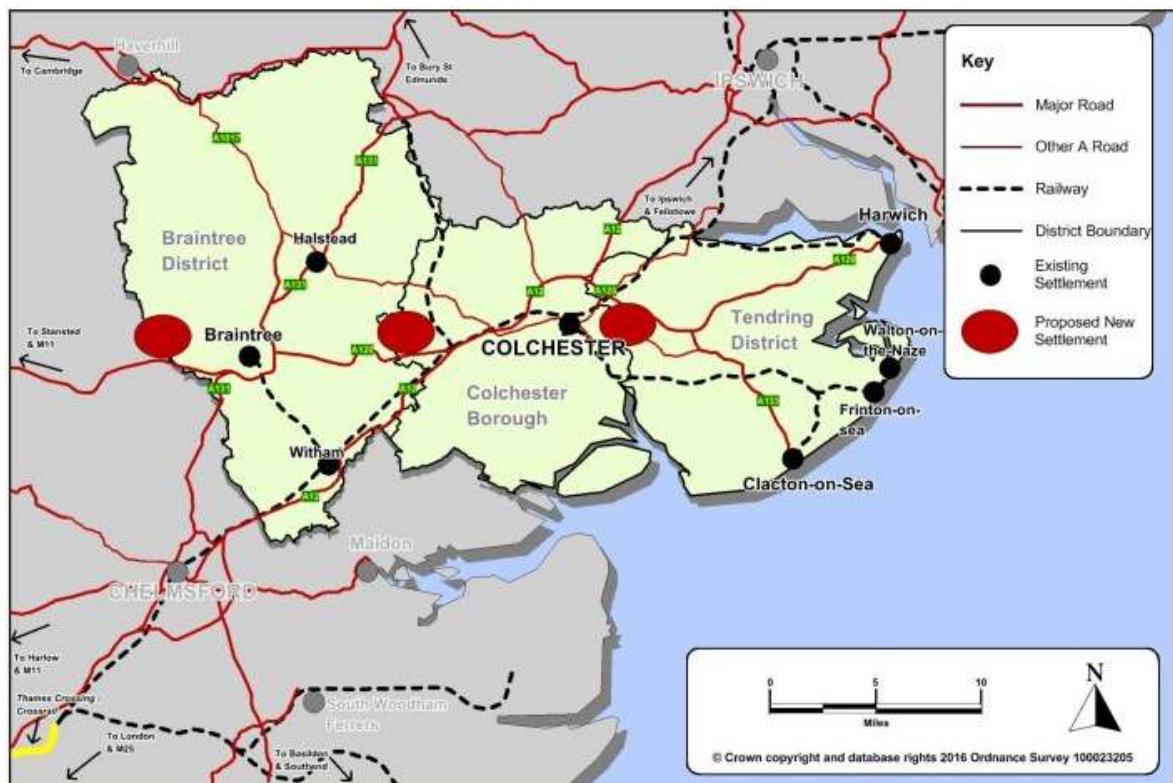 Haverhill
To Cambridge
To Bury St
Edmunds
IPSWICH
A1017
A131
To Ipswich
& Felixstowe
Harwich
Braintree
District
Halstead
A12
A120
A131
A12
A120
To Stansted
& M11
Braintree
A120
COLCHESTER
Tendring
District
Walton-on-
the-Naze
A131
A12
Colchester
Borough
A133
Frinton-on-
sea
Witham
Clacton-on-Sea
A12
Maldon
CHELMSFORD
To Harlow
& M11
Thames Crossing -
Crossrail
South Woodham
Ferrers
To London
& M25
To Basildon
& Southend
Key
Major Road
Other A Road
Railway
District Boundary
Existing
Settlement
Proposed New
Settlement
0 5 10
Miles
N
© Crown copyright and database rights 2016 Ordnance Survey 100023205